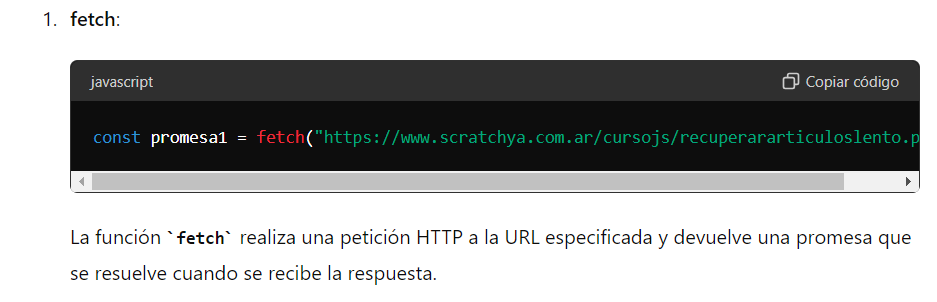 1. fetch:
javascript
Copiar código
const promesa1 = fetch("https://www.scratchya.com.ar/cursojs/recuperararticuloslento.p
La función `fetch` realiza una petición HTTP a la URL especificada y devuelve una promesa que
se resuelve cuando se recibe la respuesta.